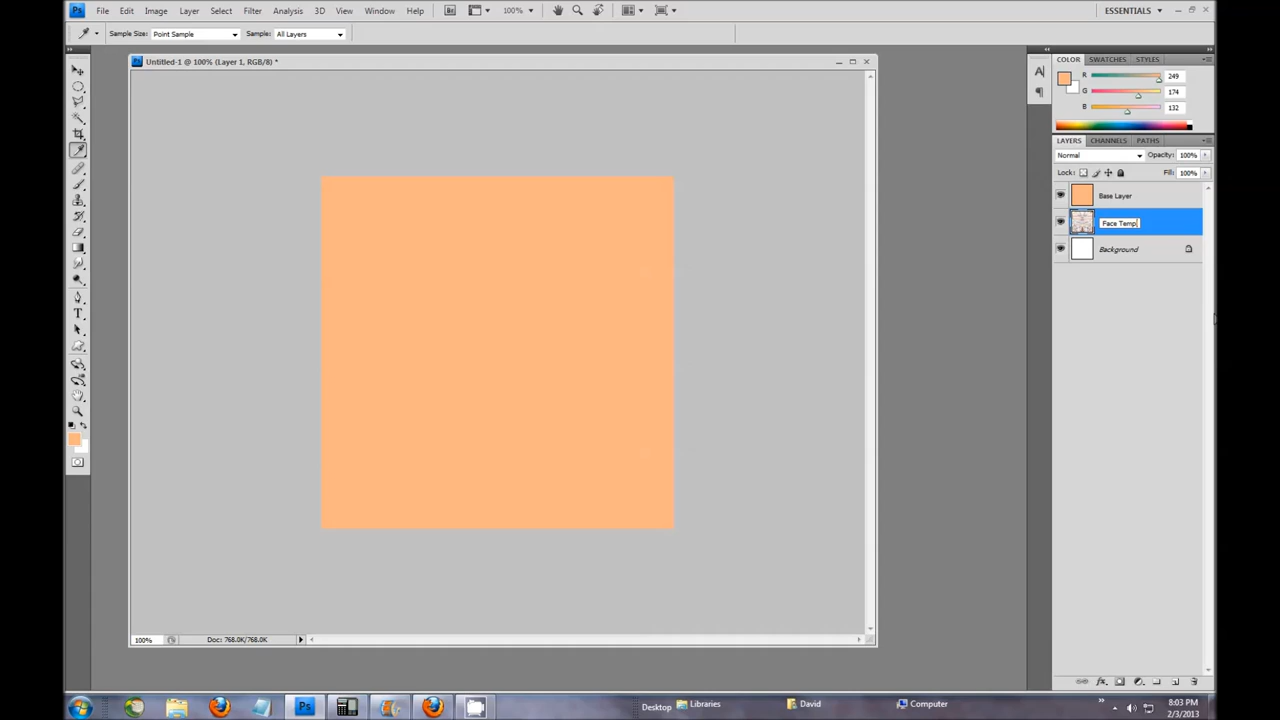 Ps File Edit Image Layer Select Filter Analysis 3D View Window Help Br 100% ESSENTIALS
Sample Size: Point Sample Sample: All Layers
Untitled-1 @ 100% (Layer 1, RGB/8) *
COLOR SWATCHES STYLES
R 249
G 174
B 132
LAYERS CHANNELS PATHS
Normal Opacity: 100%
Lock: Fill: 100%
Base Layer
Face Temp
Background
100% Doc: 768.0K/768.0K
Desktop Libraries David Computer
8:03 PM
2/3/2013